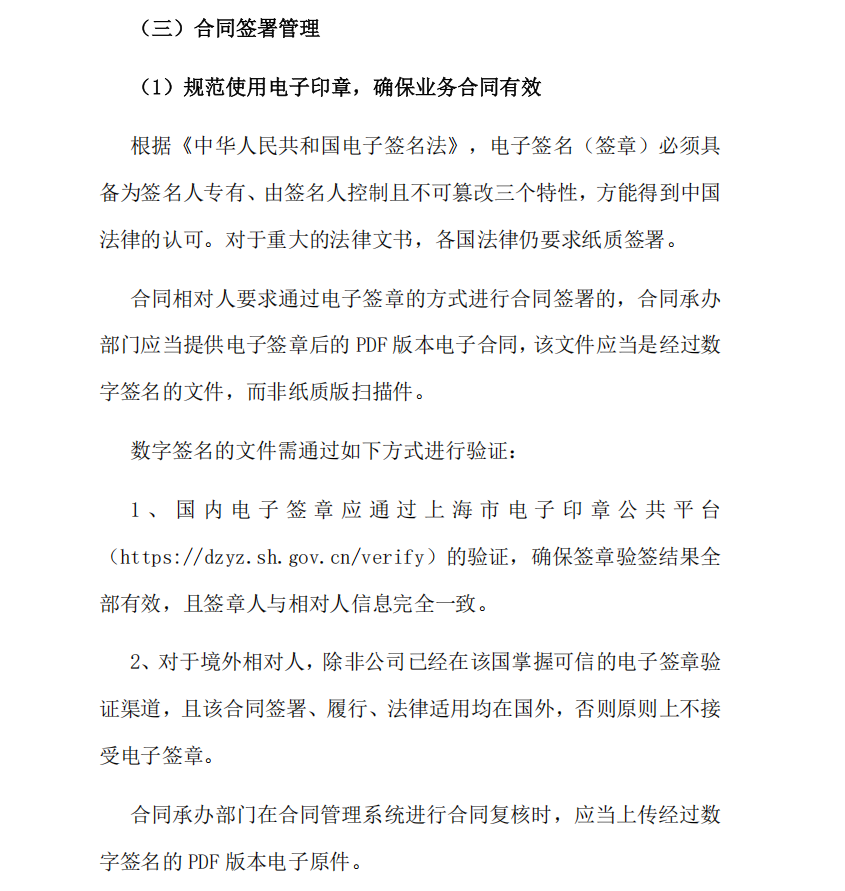 （三）合同签署管理
（1）规范使用电子印章，确保业务合同有效
根据《中华人民共和国电子签名法》，电子签名（签章）必须具
备为签名人专有、由签名人控制且不可篡改三个特性，方能得到中国
法律的认可。对于重大的法律文书，各国法律仍要求纸质签署。
合同相对人要求通过电子签章的方式进行合同签署的，合同承办
部门应当提供电子签章后的 PDF 版本电子合同，该文件应当是经过数
字签名的文件，而非纸质版扫描件。
数字签名的文件需通过如下方式进行验证：
1、国内电子签章应通过上海市电子印章公共平台
（https://dzyz.sh.gov.cn/verify）的验证，确保签章验签结果全
部有效，且签章人与相对人信息完全一致。
2、对于境外相对人，除非公司已经在该国掌握可信的电子签章验
证渠道，且该合同签署、履行、法律适用均在国外，否则原则上不接
受电子签章。
合同承办部门在合同管理系统进行合同复核时，应当上传经过数
字签名的 PDF 版本电子原件。